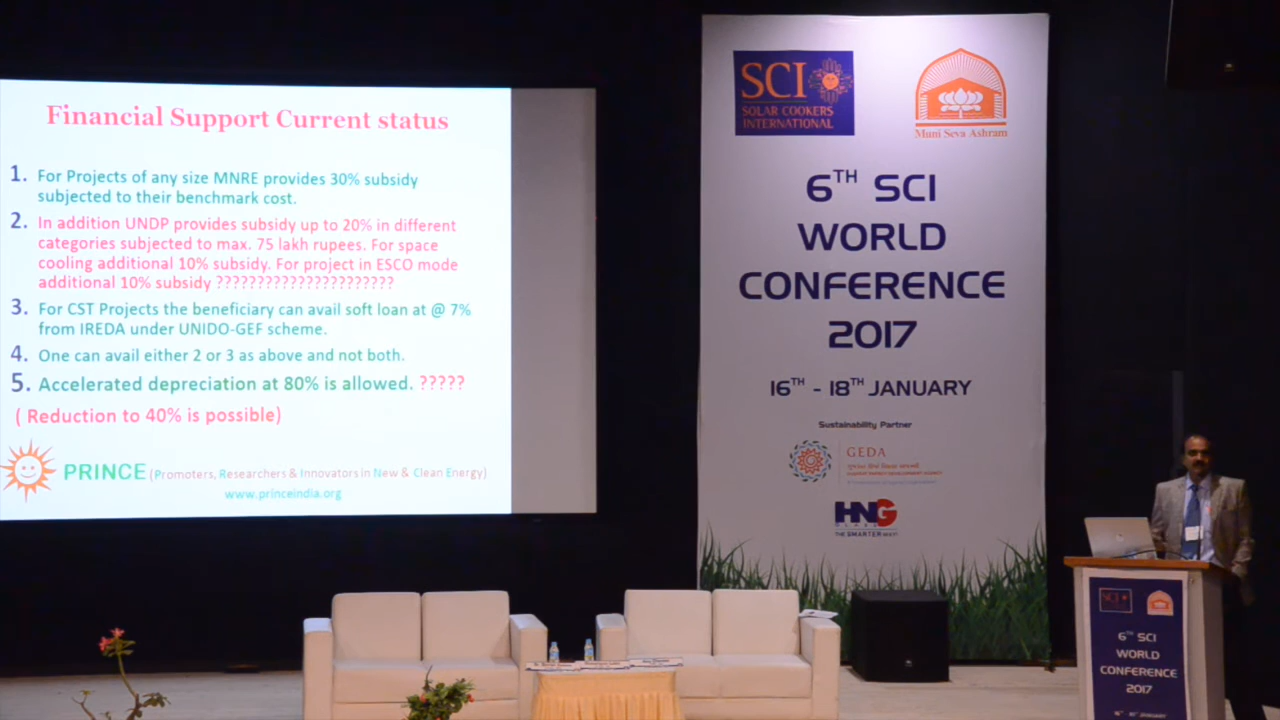 Financial Support Current status
1. For Projects of any size MNRE provides 30% subsidy
subjected to their benchmark cost.
2. In addition UNDP provides subsidy up to 20% in different
categories subjected to max. 75 lakh rupees. For space
cooling additional 10% subsidy. For project in ESCO mode
additional 10% subsidy ??????????????????????
3. For CST Projects the beneficiary can avail soft loan at @ 7%
from IREDA under UNIDO-GEF scheme.
4. One can avail either 2 or 3 as above and not both.
5. Accelerated depreciation at 80% is allowed. ?????
( Reduction to 40% is possible)
PRINCE (Promoters, Researchers & Innovators in New & Clean Energy)
www.princeindia.org
SCI
SOLAR COOKERS
INTERNATIONAL
Muni Seva Ashram
6TH SCI
WORLD
CONFERENCE
2017
16TH - 18TH JANUARY
Sustainability Partner
GEDA
HNG
THE SMARTER WAY!
SCI
6TH SCI
WORLD
CONFERENCE
2017